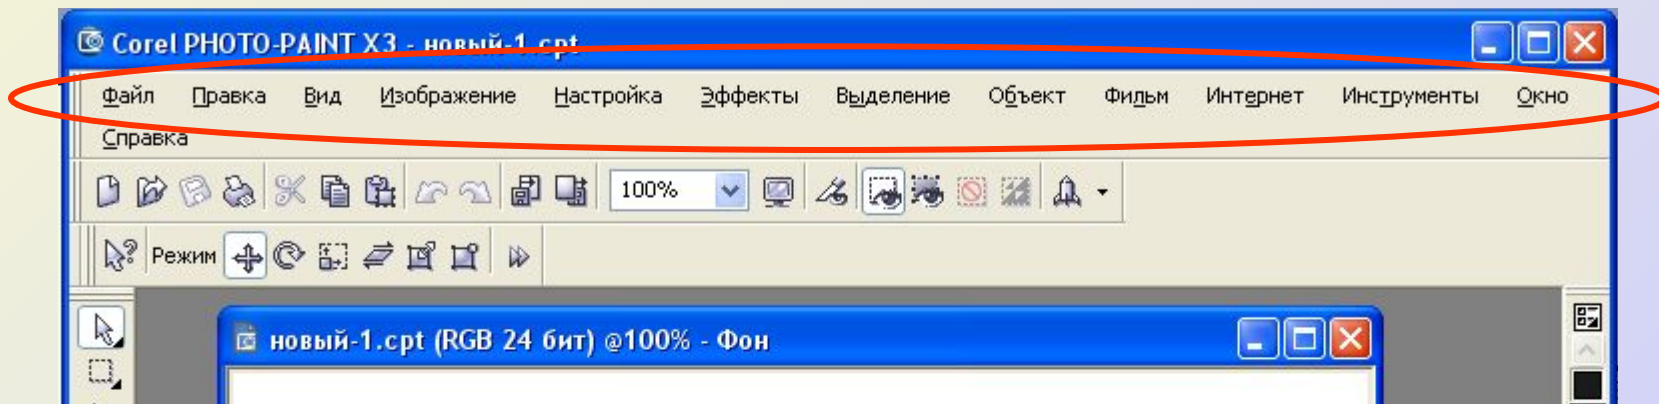 Corel PHOTO-PAINT X3 - новый-1.cpt
Файл Правка Вид Изображение Настройка Эффекты Выделение Объект Фильм Интернет Инструменты Окно
Справка
100%
Режим
новый-1.cpt (RGB 24 бит) @100% - Фон